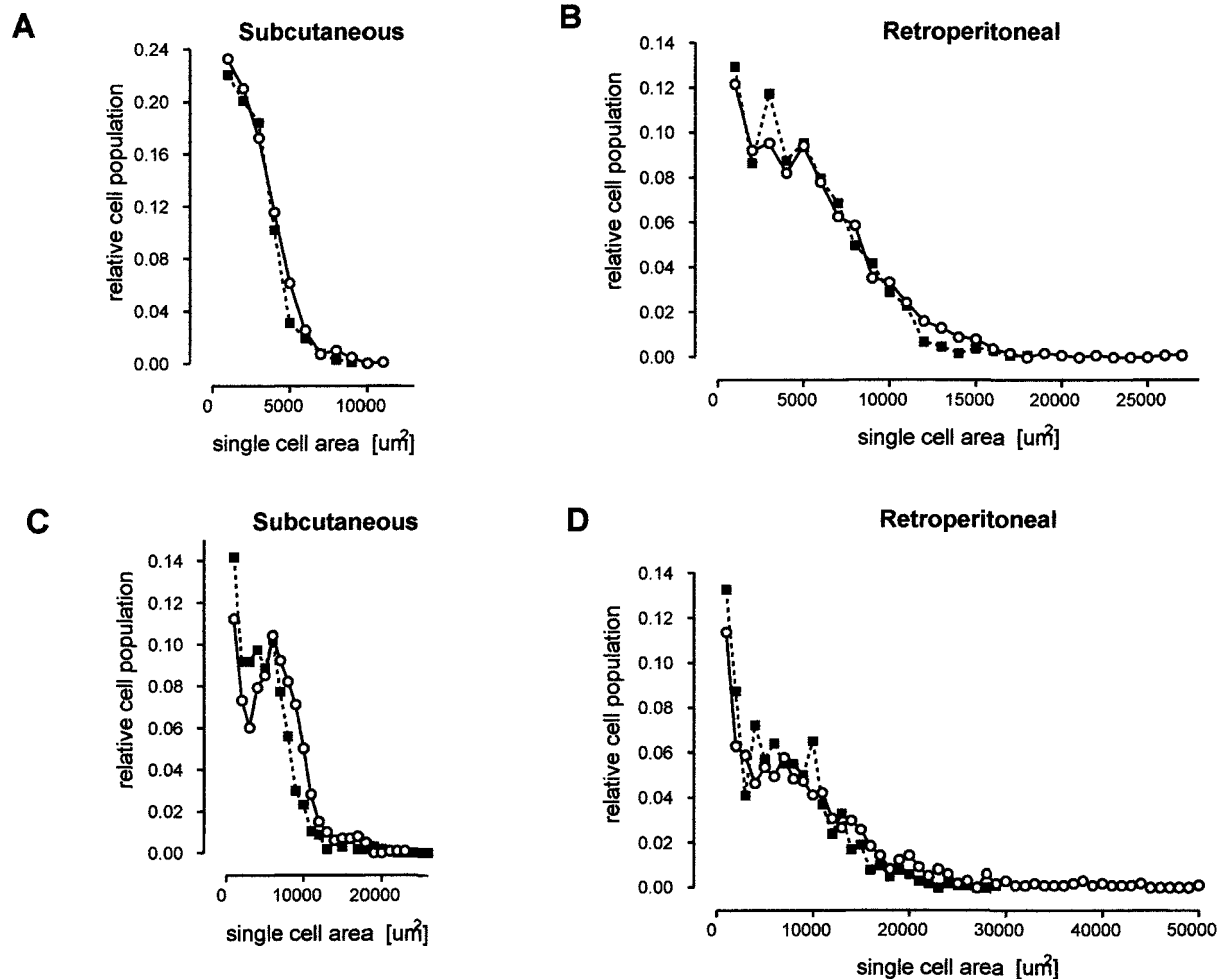 A
Subcutaneous
0.24
0.20
0.16
0.12
0.08
0.04
0.00
relative cell population
0 5000 10000
single cell area [um²]
B
Retroperitoneal
0.14
0.12
0.10
0.08
0.06
0.04
0.02
0.00
relative cell population
0 5000 10000 15000 20000 25000
single cell area [um²]
C
Subcutaneous
0.14
0.12
0.10
0.08
0.06
0.04
0.02
0.00
relative cell population
0 10000 20000
single cell area [um²]
D
Retroperitoneal
0.14
0.12
0.10
0.08
0.06
0.04
0.02
0.00
relative cell population
0 10000 20000 30000 40000 50000
single cell area [um²]